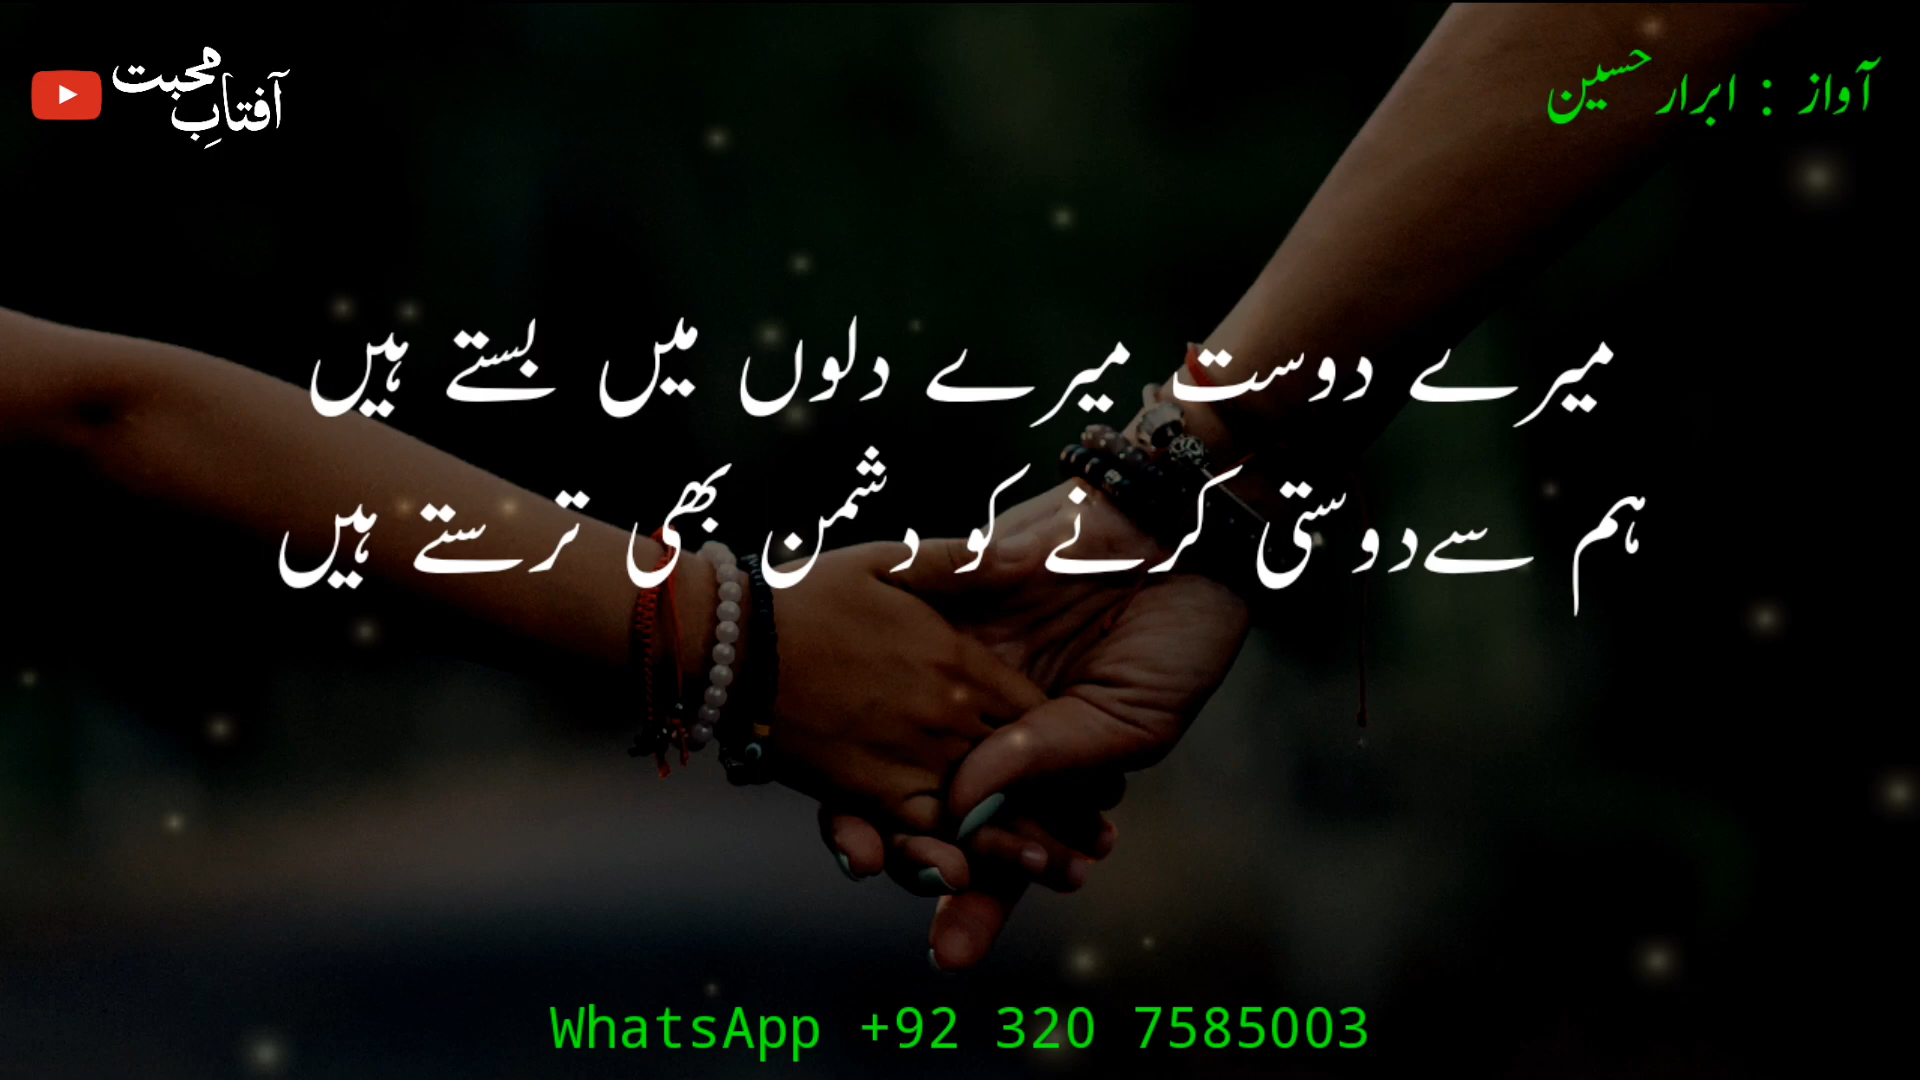 آفتابِ محبت
آواز : ابرار حسین
میرے دوست میرے دلوں میں بستے ہیں
ہم سے دوستی کرنے کو دشمن بھی ترستے ہیں
WhatsApp +92 320 7585003